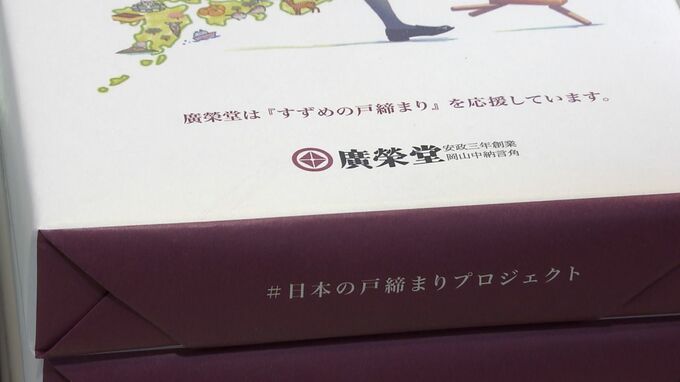 廣榮堂は『すずめの戸締まり』を応援しています。
廣榮堂
安政三年創業
岡山中納言角
#日本の戸締まりプロジェクト